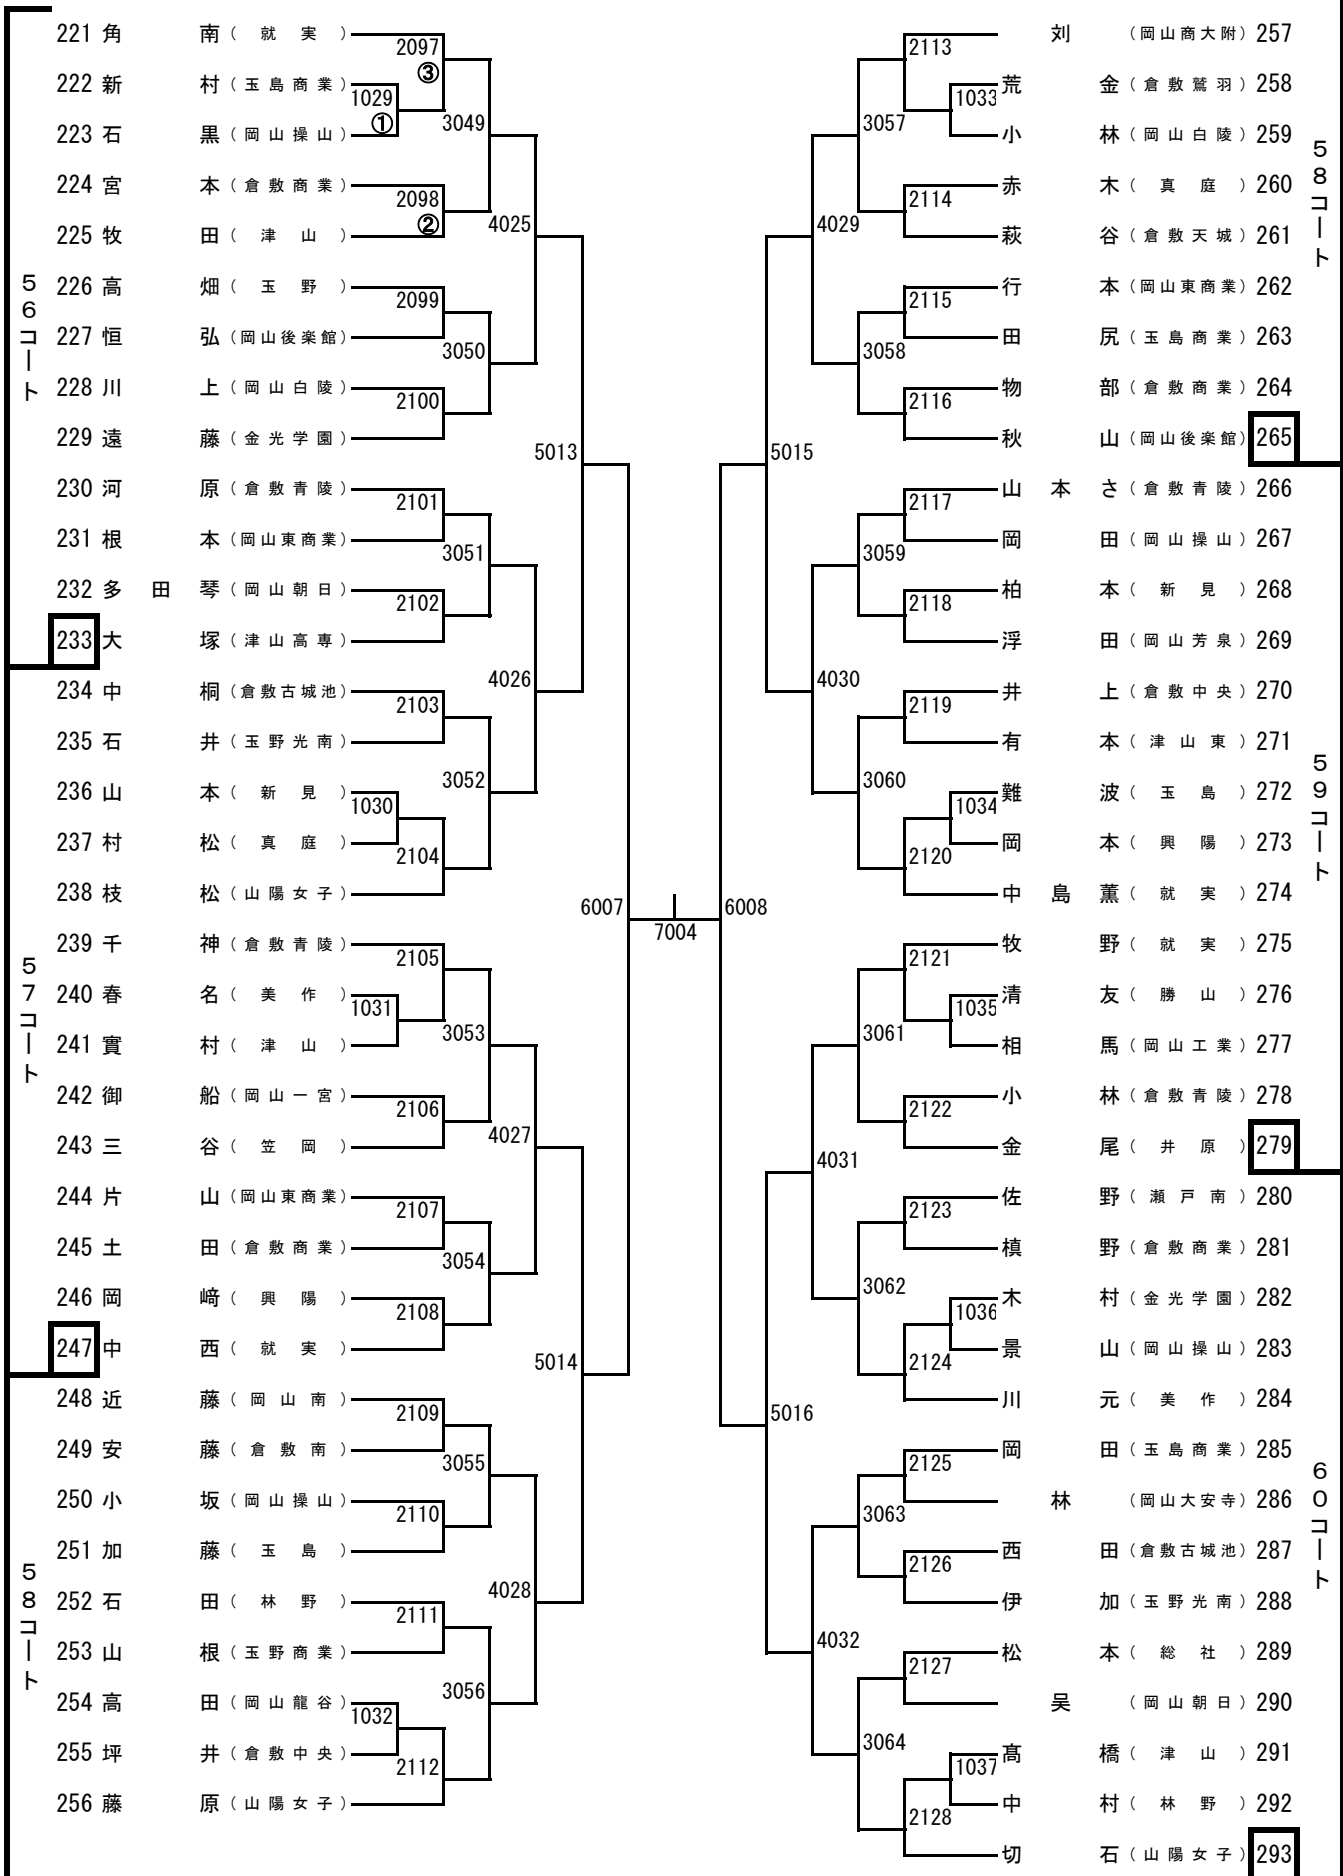 221 角南 (就実)
222 新村 (玉島商業)
223 石黒 (岡山操山)
224 宮本 (倉敷商業)
225 牧田 (津山)
226 高畑 (玉野)
227 恒弘 (岡山後楽館)
228 川上 (岡山白陵)
229 遠藤 (金光学園)
230 河原 (倉敷青陵)
231 根本 (岡山東商業)
232 多田琴 (岡山朝日)
233 大塚 (津山高専)
56コート
234 中桐 (倉敷古城池)
235 石井 (玉野光南)
236 山本 (新見)
237 村松 (真庭)
238 枝松 (山陽女子)
239 千神 (倉敷青陵)
240 春名 (美作)
241 實村 (津山)
242 御船 (岡山一宮)
243 三谷 (笠岡)
244 片山 (岡山東商業)
245 土田 (倉敷商業)
246 岡﨑 (興陽)
247 中西 (就実)
57コート
248 近藤 (岡山南)
249 安藤 (倉敷南)
250 小坂 (岡山操山)
251 加藤 (玉島)
252 石田 (林野)
253 山根 (玉野商業)
254 高田 (岡山龍谷)
255 坪井 (倉敷中央)
256 藤原 (山陽女子)
58コート
1029
①
1030
1031
1032
2097
③
2098
②
2099
2100
2101
2102
2103
2104
2105
2106
2107
2108
2109
2110
2111
2112
3049
3050
3051
3052
3053
3054
3055
3056
4025
4026
4027
4028
5013
5014
6007
7004
6008
5015
5016
4029
4030
4031
4032
3057
3058
3059
3060
3061
3062
3063
3064
2113
2114
2115
2116
2117
2118
2119
2120
2121
2122
2123
2124
2125
2126
2127
2128
1033
1034
1035
1036
1037
刘 (岡山商大附) 257
荒金 (倉敷鷲羽) 258
小林 (岡山白陵) 259
赤木 (真庭) 260
萩谷 (倉敷天城) 261
行本 (岡山東商業) 262
田尻 (玉島商業) 263
物部 (倉敷商業) 264
秋山 (岡山後楽館) 265
58コート
山本さ (倉敷青陵) 266
岡田 (岡山操山) 267
柏本 (新見) 268
浮田 (岡山芳泉) 269
井上 (倉敷中央) 270
有本 (津山東) 271
難波 (玉島) 272
岡本 (興陽) 273
中島薫 (就実) 274
牧野 (就実) 275
清友 (勝山) 276
相馬 (岡山工業) 277
小林 (倉敷青陵) 278
金尾 (井原) 279
59コート
佐野 (瀬戸南) 280
槙野 (倉敷商業) 281
木村 (金光学園) 282
景山 (岡山操山) 283
川元 (美作) 284
岡田 (玉島商業) 285
林 (岡山大安寺) 286
西田 (倉敷古城池) 287
伊加 (玉野光南) 288
松本 (総社) 289
吴 (岡山朝日) 290
髙橋 (津山) 291
中村 (林野) 292
切石 (山陽女子) 293
60コート